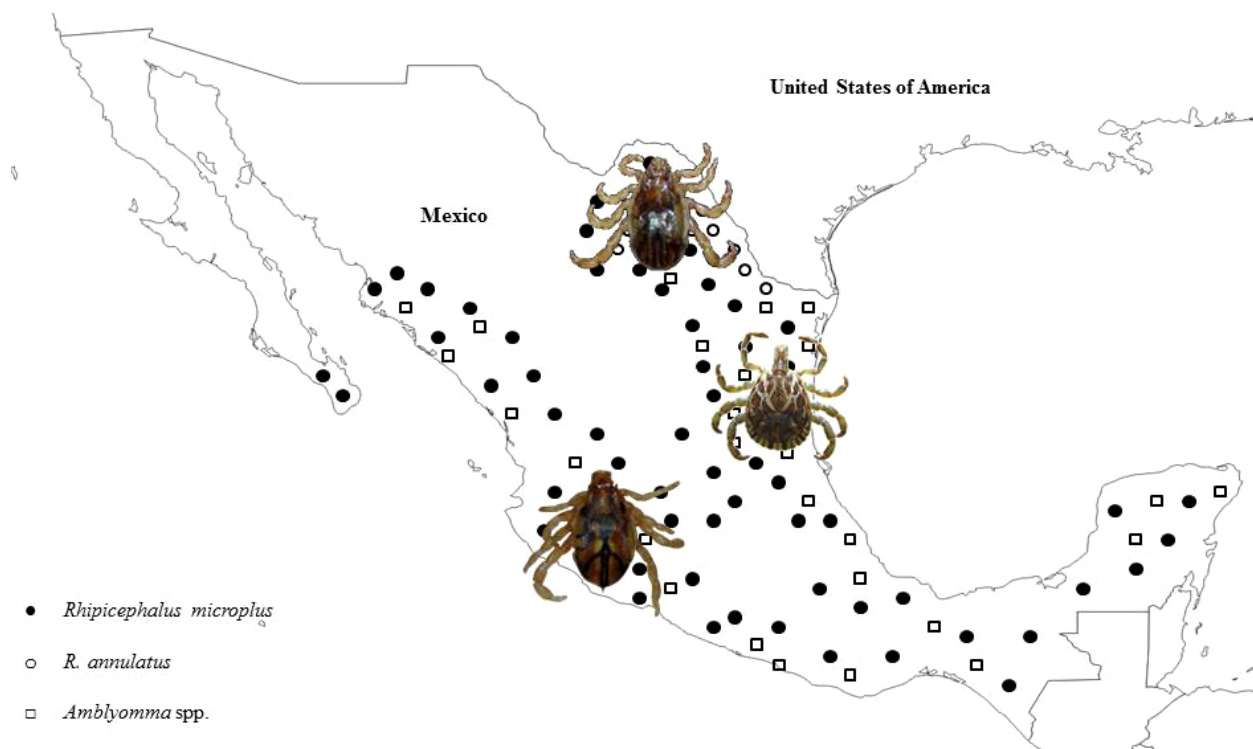 United States of America
Mexico
Rhipicephalus microplus
R. annulatus
Amblyomma spp.